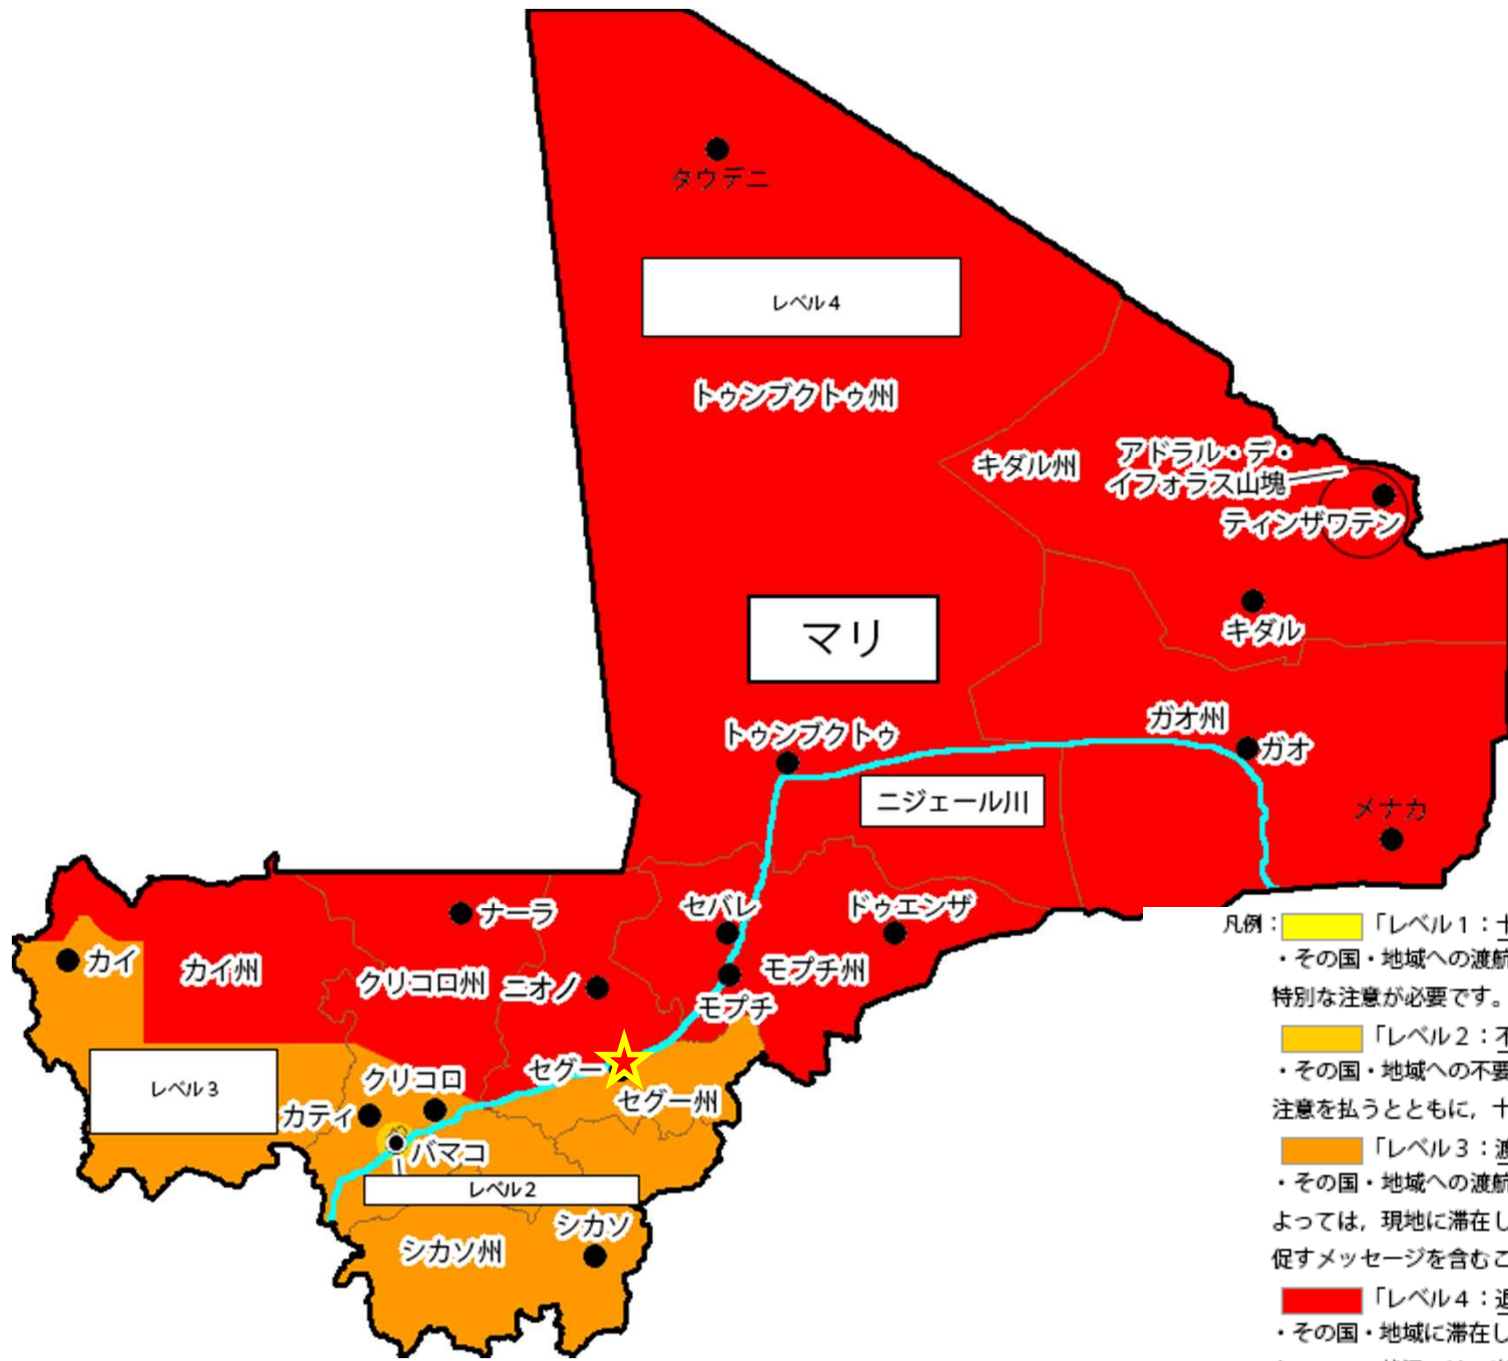 タウデニ
レベル4
トゥンブクトゥ州
キダル州
アドラル・デ・
イフォラス山塊
ティンザワテン
キダル
マリ
トゥンブクトゥ
ガオ州
ガオ
ニジェール川
メナカ
ナーラ
セバレ
ドゥエンザ
カイ
カイ州
クリコロ州
ニオノ
モプチ州
モプチ
セグー
セグー州
レベル3
クリコロ
カティ
バマコ
レベル2
シカソ
シカソ州
凡例:
「レベル1:十
・その国・地域への渡航
特別な注意が必要です。
「レベル2:不
・その国・地域への不要
注意を払うとともに,十
「レベル3:渡
・その国・地域への渡航
よっては,現地に滞在し
促すメッセージを含むこ
「レベル4:退
・その国・地域に滞在し